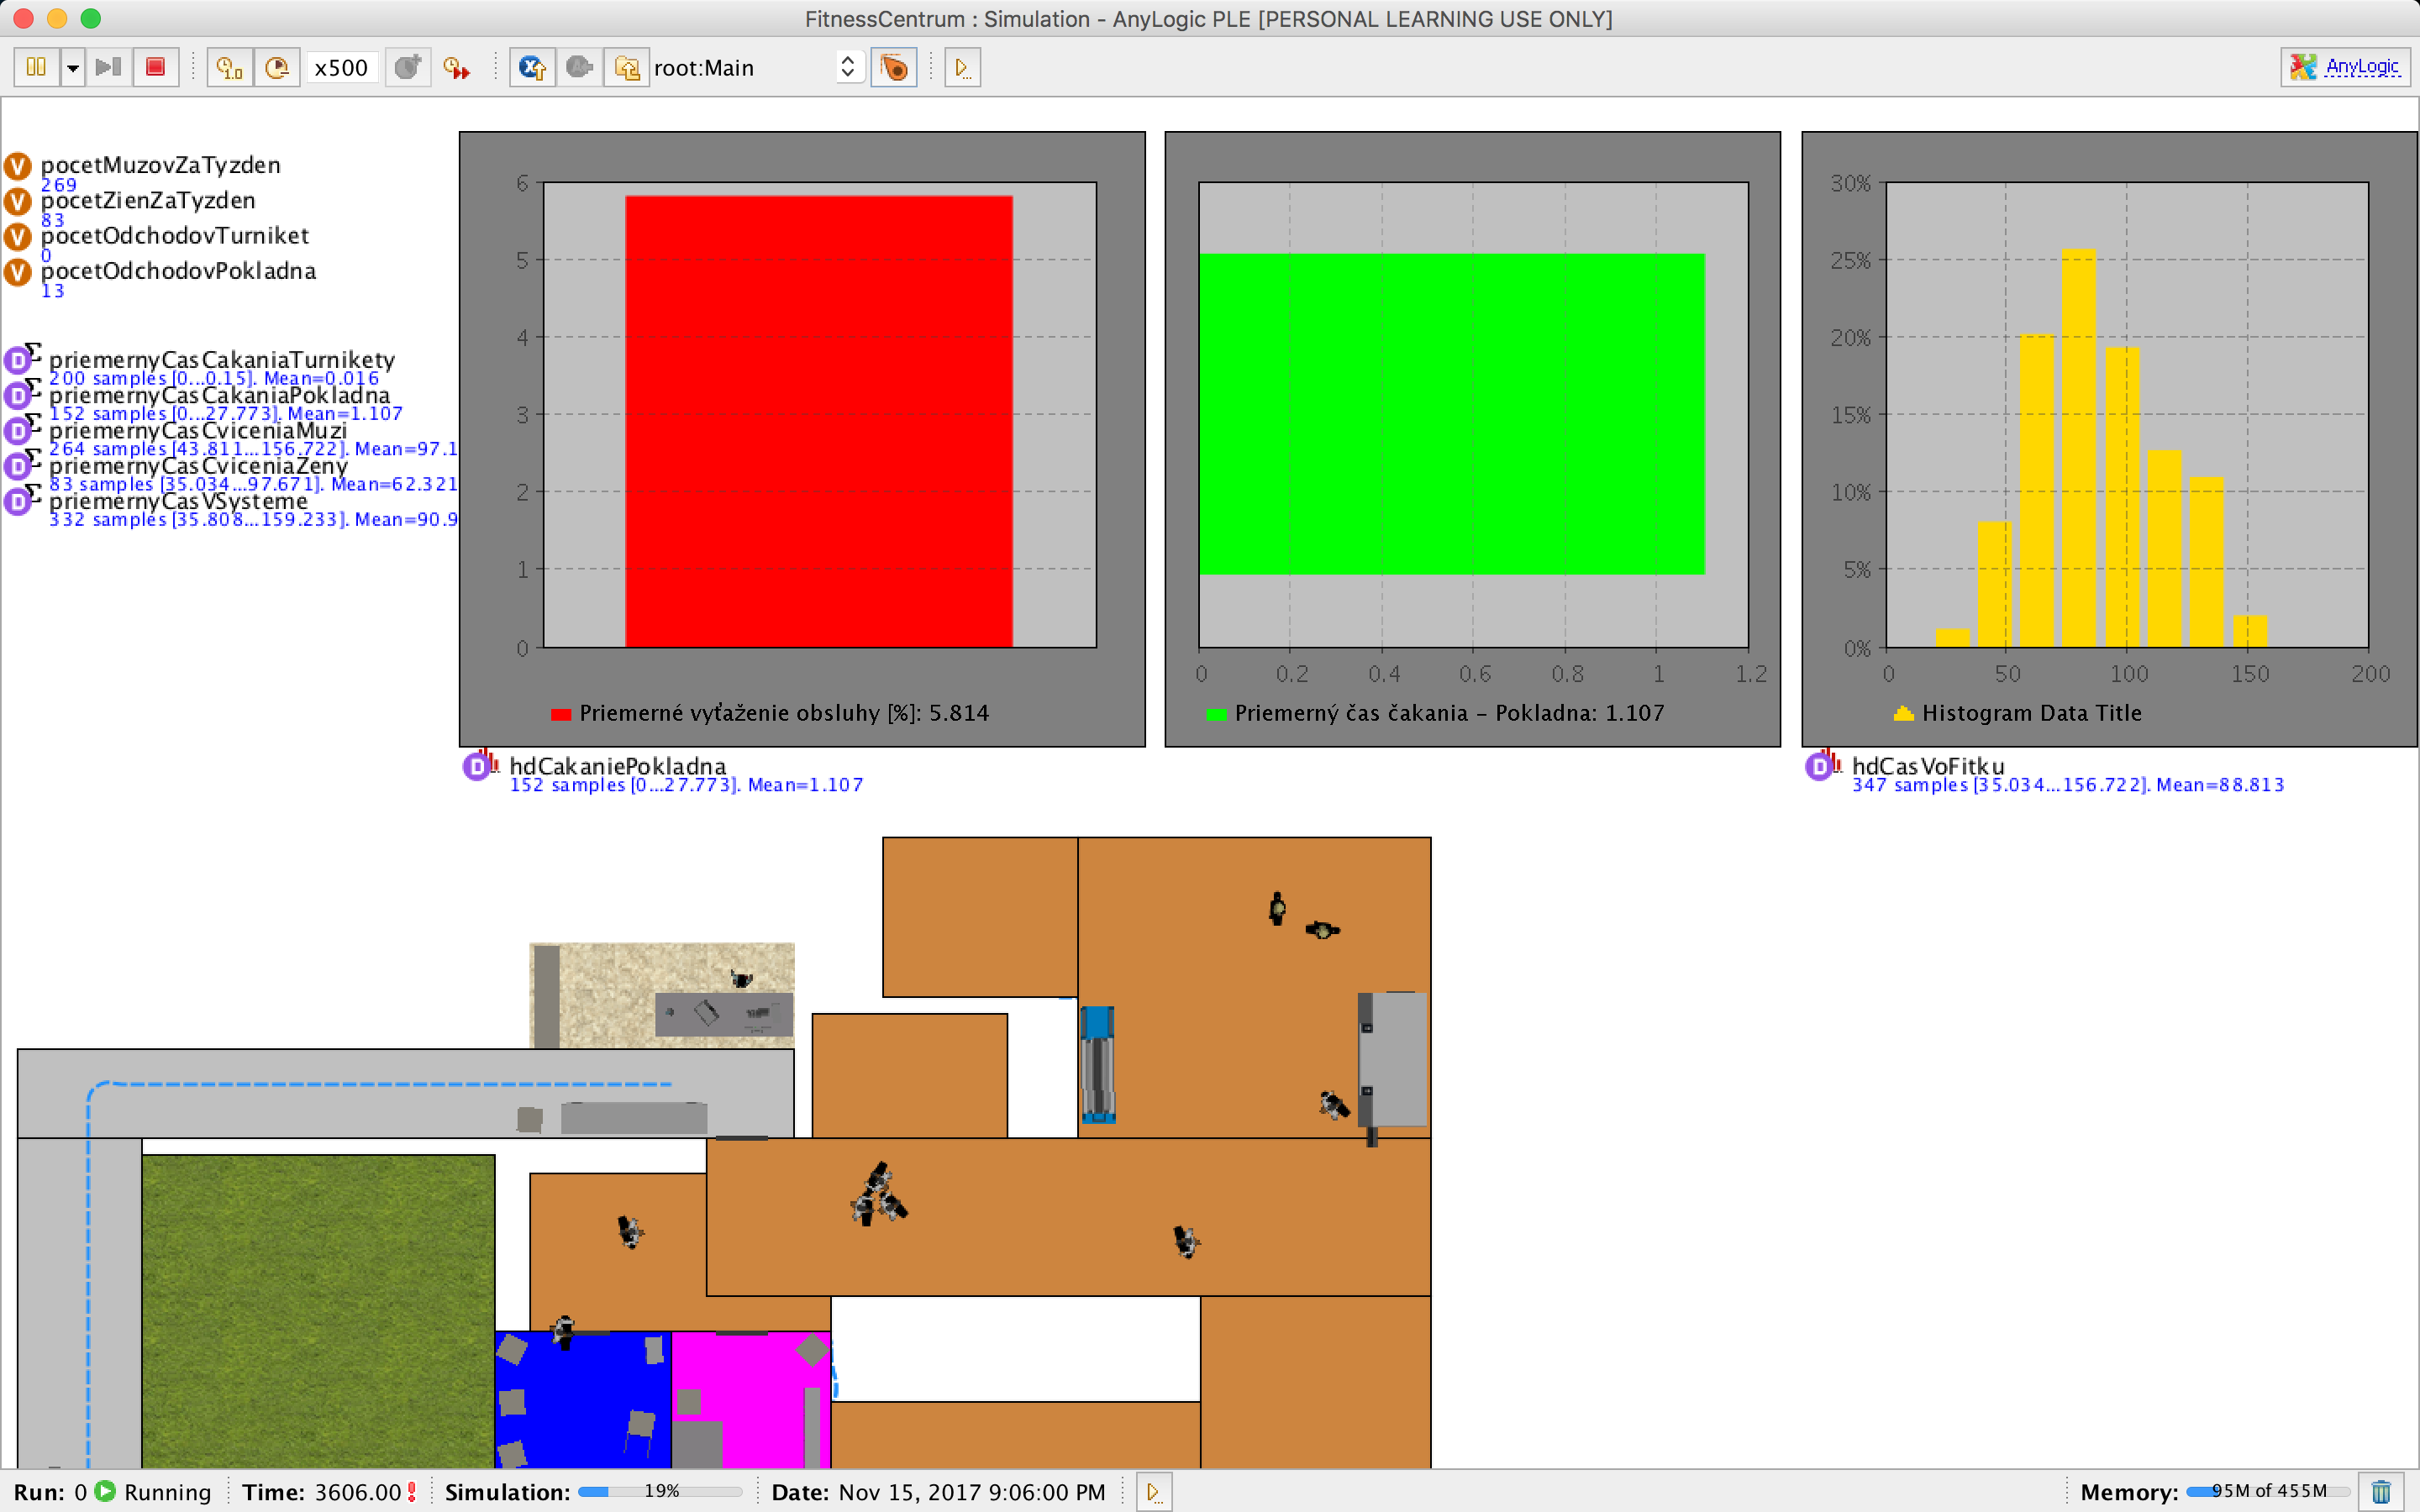 FitnessCentrum : Simulation - AnyLogic PLE [PERSONAL LEARNING USE ONLY]
1.0 x500 root:Main AnyLogic
pocetMuzovZaTyzden
269
pocetZienZaTyzden
83
pocetOdchodovTurniket
0
pocetOdchodovPokladna
13
priemernyCasCakaniaTurnikety
200 samples [0...0.15]. Mean=0.016
priemernyCasCakaniaPokladna
152 samples [0...27.773]. Mean=1.107
priemernyCasCviceniaMuzi
264 samples [43.811...156.722]. Mean=97.1
priemernyCasCviceniaZeny
83 samples [35.034...97.671]. Mean=62.321
priemernyCasVSysteme
332 samples [35.808...159.233]. Mean=90.9
6
5
4
3
2
1
0
Priemerné vyťaženie obsluhy [%]: 5.814
0 0.2 0.4 0.6 0.8 1 1.2
Priemerný čas čakania – Pokladna: 1.107
30%
25%
20%
15%
10%
5%
0%
0 50 100 150 200
Histogram Data Title
hdCakaniePokladna
152 samples [0...27.773]. Mean=1.107
hdCasVoFitku
347 samples [35.034...156.722]. Mean=88.813
Run: 0 Running Time: 3606.00 Simulation: 19% Date: Nov 15, 2017 9:06:00 PM Memory: 95M of 455M